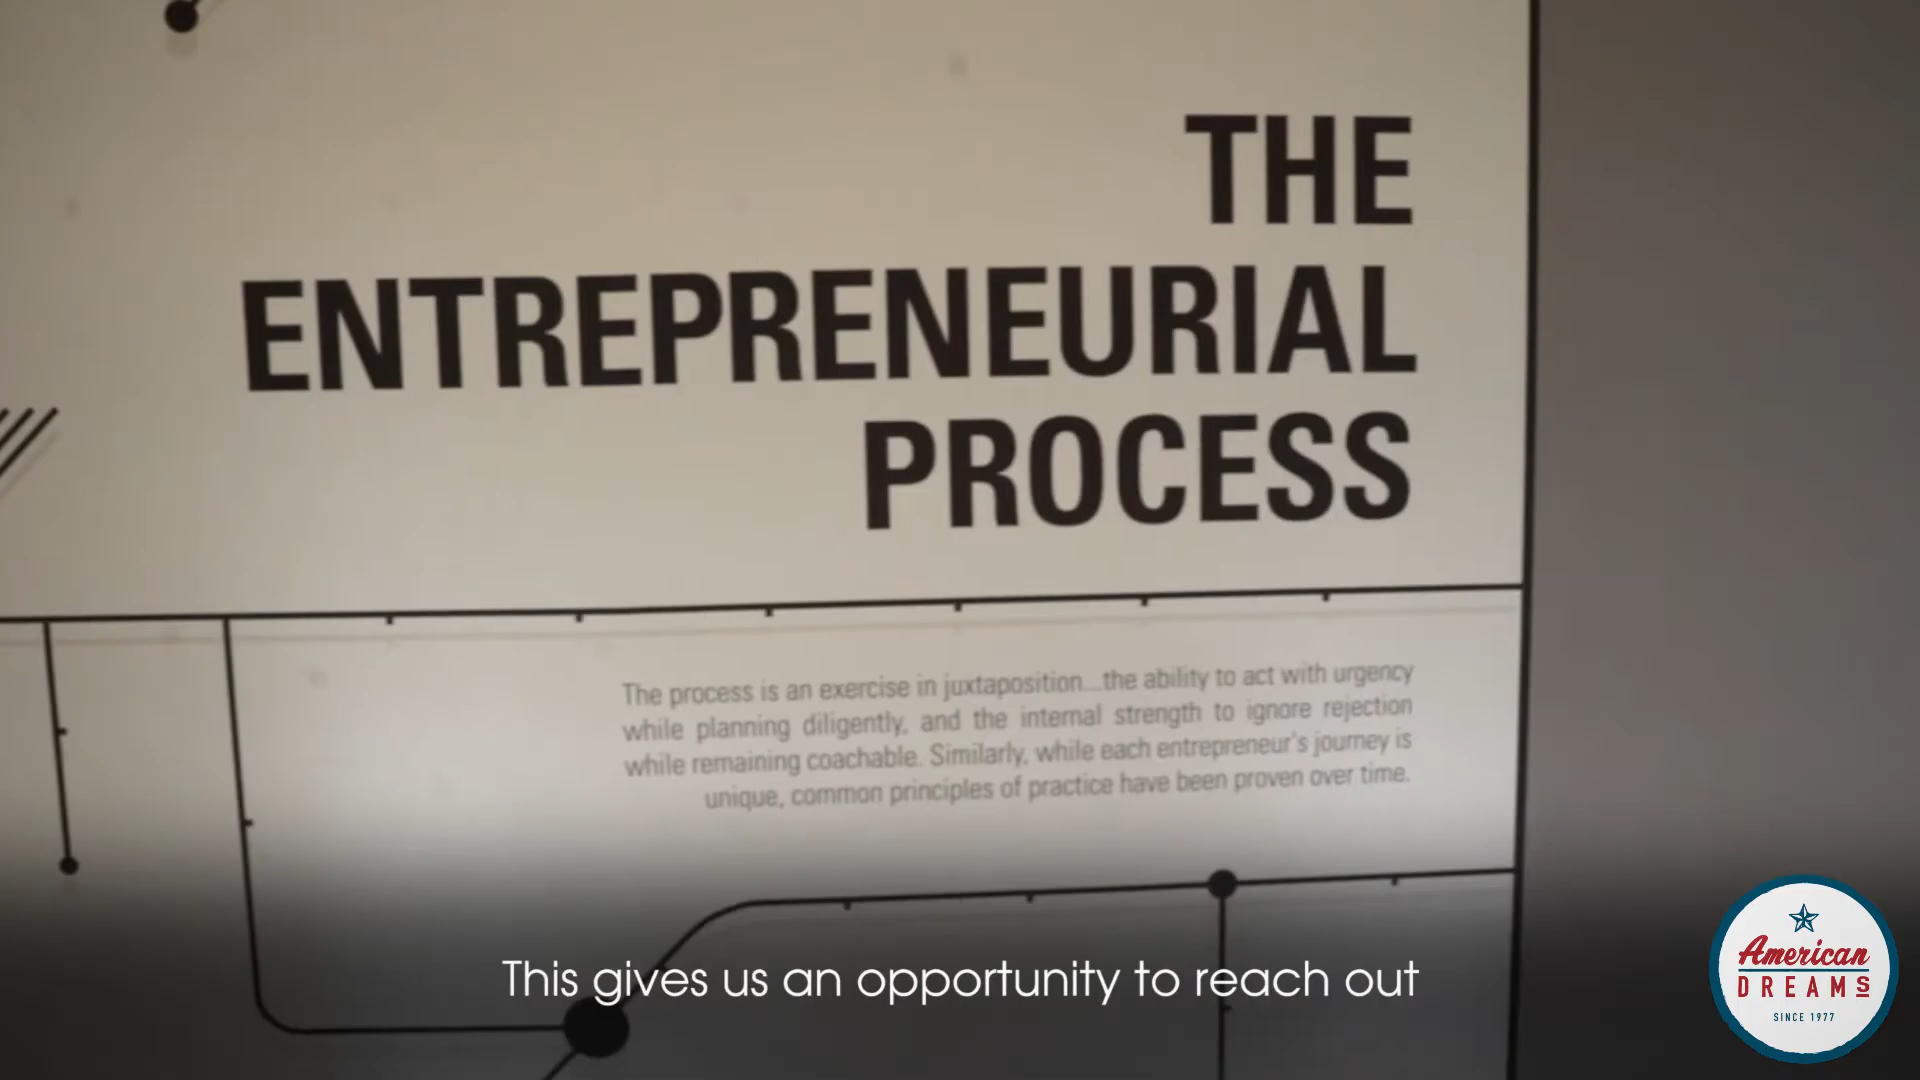 THE
ENTREPRENEURIAL
PROCESS
The process is an exercise in juxtaposition...the ability to act with urgency
while planning diligently, and the internal strength to ignore rejection
while remaining coachable. Similarly, while each entrepreneur's journey is
unique, common principles of practice have been proven over time.
This gives us an opportunity to reach out
American
DREAMS
SINCE 1977